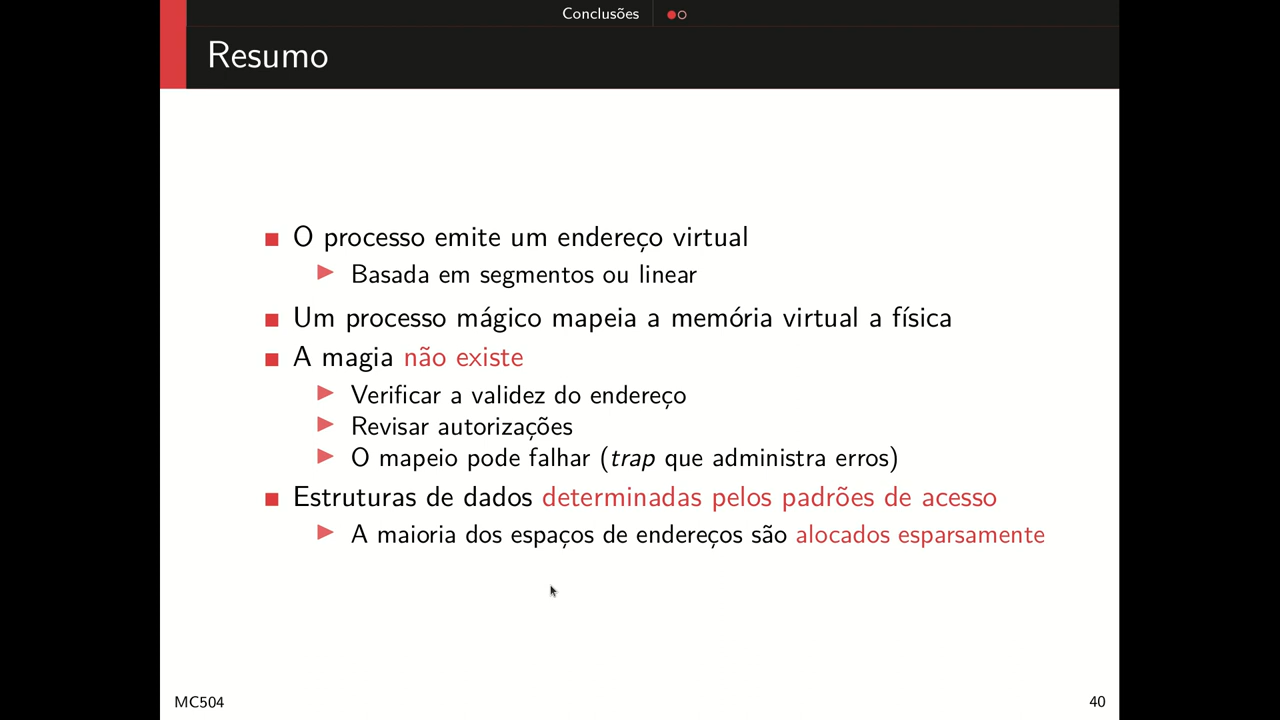 Conclusões
Resumo
O processo emite um endereço virtual
Basada em segmentos ou linear
Um processo mágico mapeia a memória virtual a física
A magia não existe
Verificar a validez do endereço
Revisar autorizações
O mapeio pode falhar (trap que administra erros)
Estruturas de dados determinadas pelos padrões de acesso
A maioria dos espaços de endereços são alocados esparsamente
MC504
40